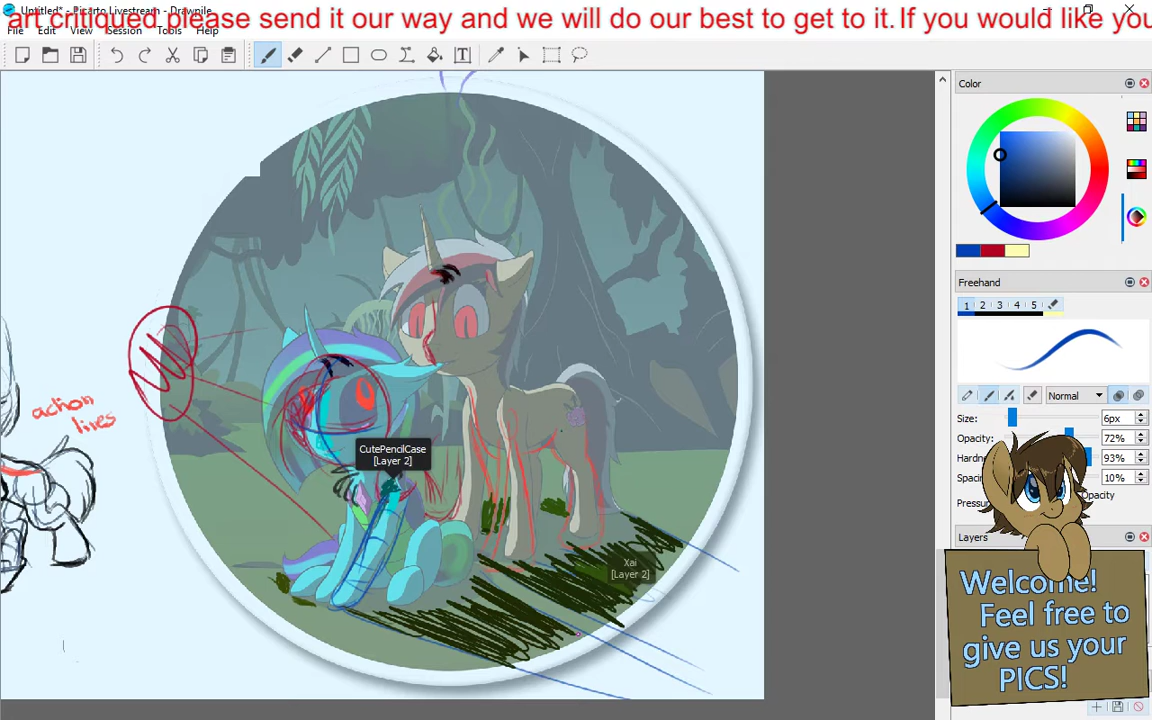 art critiqued please send it our way and we will do our best to get to it. If you would like you
Untitled* - Picarto Livestream - Drawpile
File Edit View Session Tools Help
Color
Freehand
1 2 3 4 5
Normal
Size: 6px
Opacity: 72%
Hardn 93%
Spacin 10%
Pressur Opacity
Layers
action
lines
CutePencilCase
[Layer 2]
Xai
[Layer 2]
Welcome!
Feel free to
give us your
PICS!